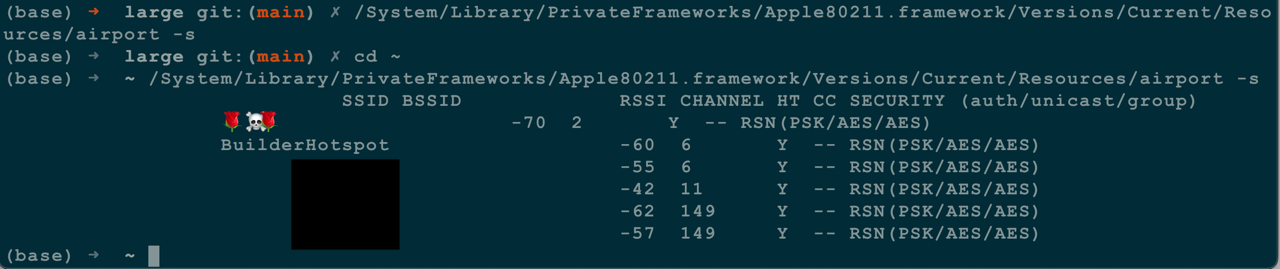 (base) → large git:(main) ✗ /System/Library/PrivateFrameworks/Apple80211.framework/Versions/Current/Reso
urces/airport -s
(base) → large git:(main) ✗ cd ~
(base) → ~ /System/Library/PrivateFrameworks/Apple80211.framework/Versions/Current/Resources/airport -s
SSID BSSID RSSI CHANNEL HT CC SECURITY (auth/unicast/group)
🌹☠️🌹 -70 2 Y -- RSN(PSK/AES/AES)
BuilderHotspot -60 6 Y -- RSN(PSK/AES/AES)
-55 6 Y -- RSN(PSK/AES/AES)
-42 11 Y -- RSN(PSK/AES/AES)
-62 149 Y -- RSN(PSK/AES/AES)
-57 149 Y -- RSN(PSK/AES/AES)
(base) → ~